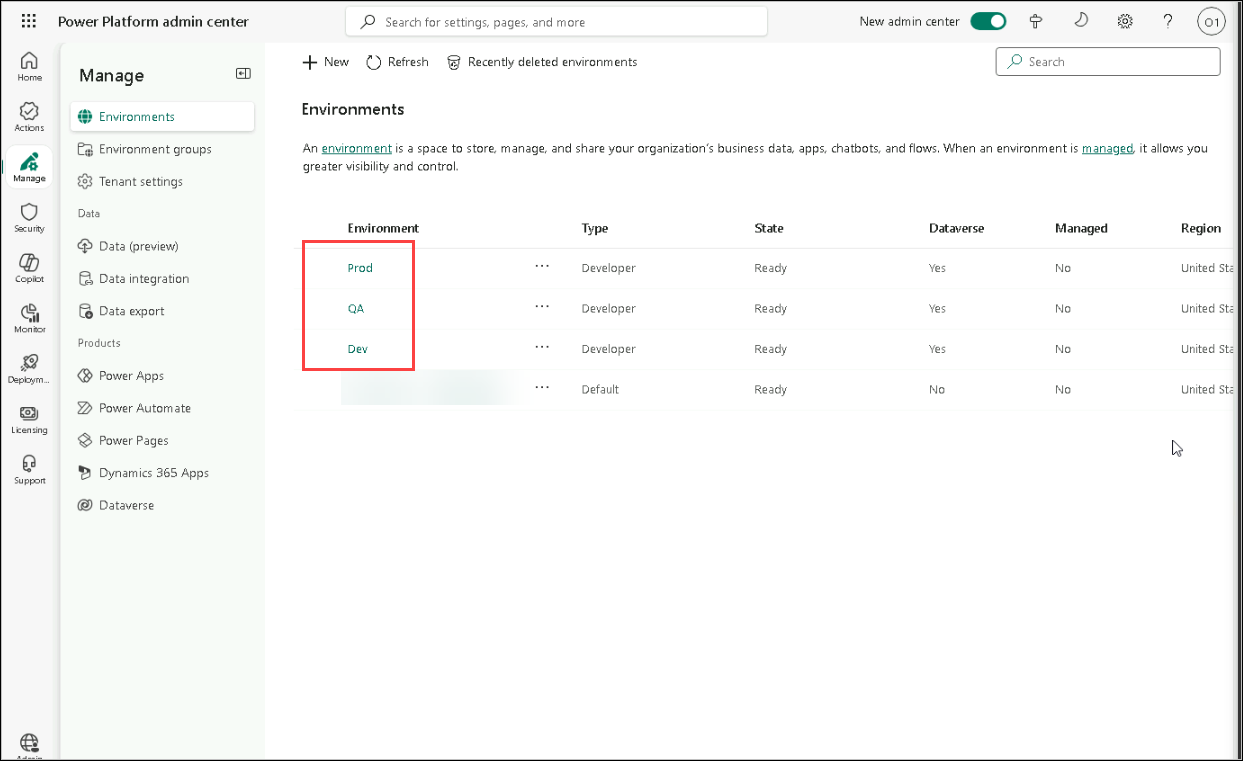 Power Platform admin center
Search for settings, pages, and more
New admin center
O1
Home
Actions
Manage
Security
Copilot
Monitor
Deploym...
Licensing
Support
Manage
Environments
Environment groups
Tenant settings
Data
Data (preview)
Data integration
Data export
Products
Power Apps
Power Automate
Power Pages
Dynamics 365 Apps
Dataverse
New Refresh Recently deleted environments
Search
Environments
An environment is a space to store, manage, and share your organization's business data, apps, chatbots, and flows. When an environment is managed, it allows you
greater visibility and control.
Environment Type State Dataverse Managed Region
Prod ... Developer Ready Yes No United Sta
QA ... Developer Ready Yes No United Sta
Dev ... Developer Ready Yes No United Sta
... Default Ready No No United Sta